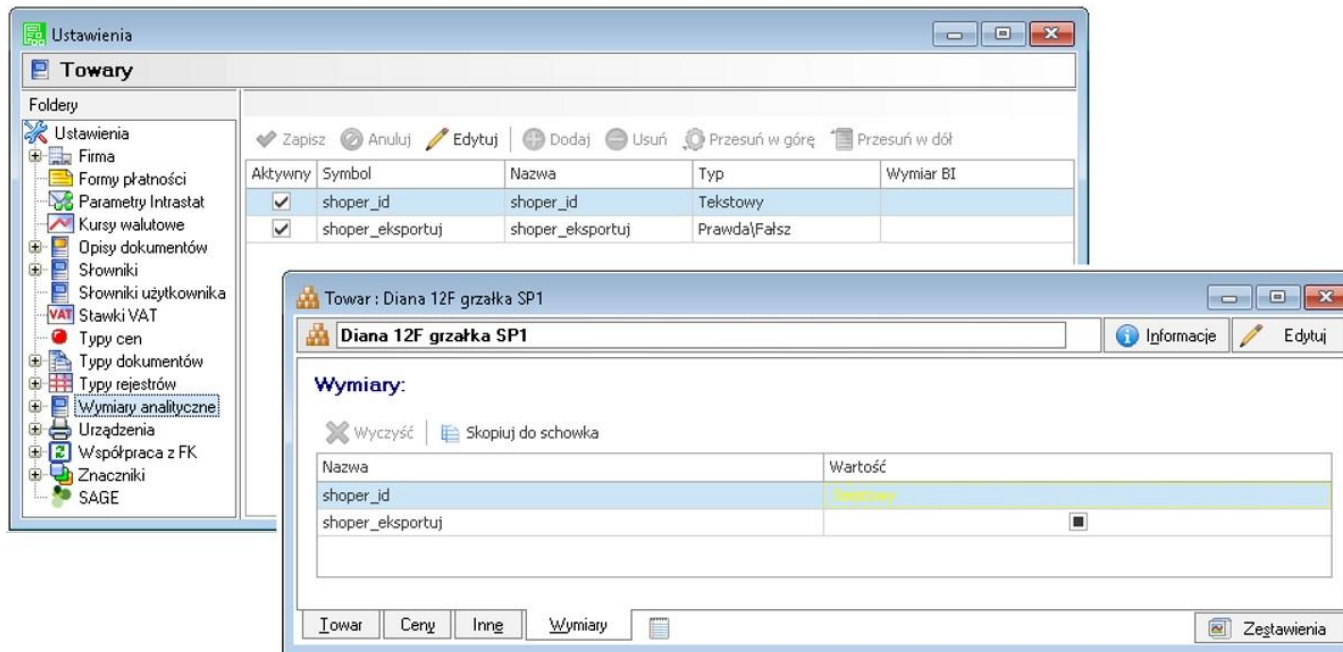 Ustawienia
Towary
Foldery
Ustawienia
Firma
Formy płatności
Parametry Intrastat
Kursy walutowe
Opisy dokumentów
Słowniki
Słowniki użytkownika
VAT Stawki VAT
Typy cen
Typy dokumentów
Typy rejestrów
Wymiary analityczne
Urządzenia
Współpraca z FK
Znaczniki
SAGE
Zapisz Anuluj Edytuj Dodaj Usuń Przesuń w górę Przesuń w dół
Aktywny Symbol Nazwa Typ Wymiar BI
shoper_id shoper_id Tekstowy
shoper_eksportuj shoper_eksportuj Prawda\Fałsz
Towar : Diana 12F grzałka SP1
Diana 12F grzałka SP1 Informacje Edytuj
Wymiary:
Wyczyść Skopiuj do schowka
Nazwa Wartość
shoper_id Tekstowy
shoper_eksportuj
Towar Ceny Inne Wymiary Zestawienia